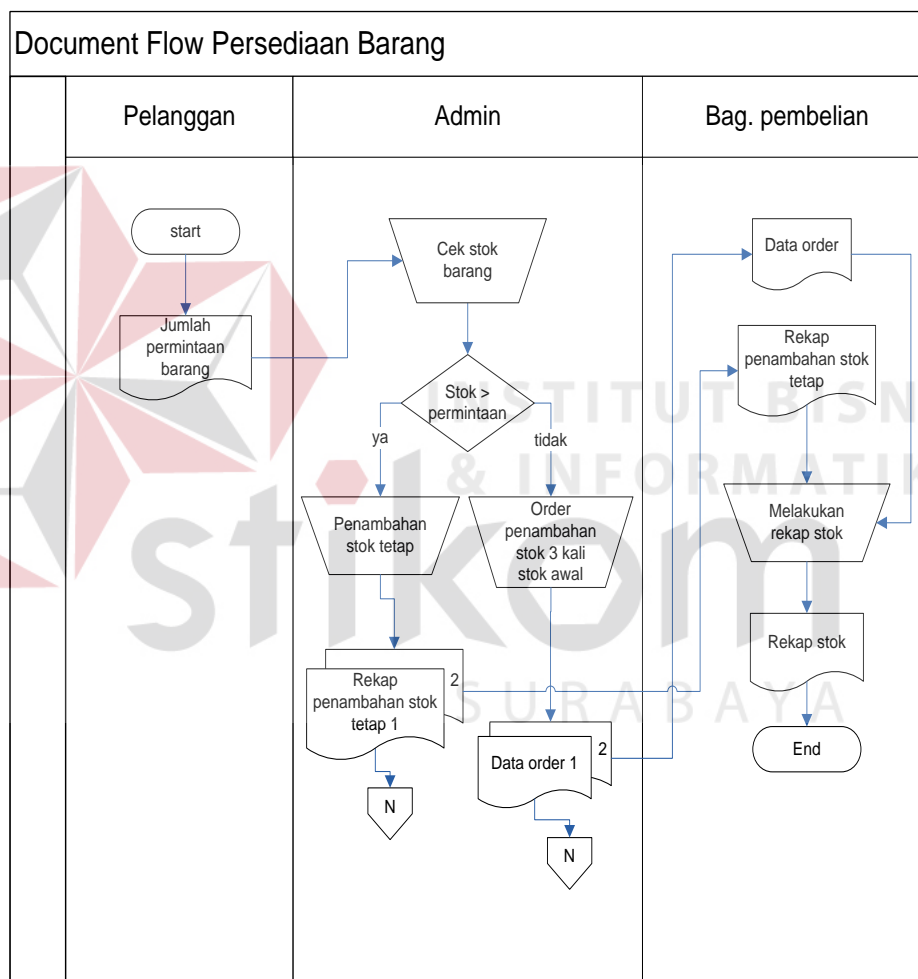 Document Flow Persediaan Barang
Pelanggan
Admin
Bag. pembelian
start
Jumlah
permintaan
barang
Cek stok
barang
Stok >
permintaan
ya
tidak
Penambahan
stok tetap
Order
penambahan
stok 3 kali
stok awal
2
Rekap
penambahan stok
tetap 1
N
2
Data order 1
N
Data order
Rekap
penambahan stok
tetap
Melakukan
rekap stok
Rekap stok
End
INSTITUT BISN
& INFORMATIK
stikom
SURABAYA